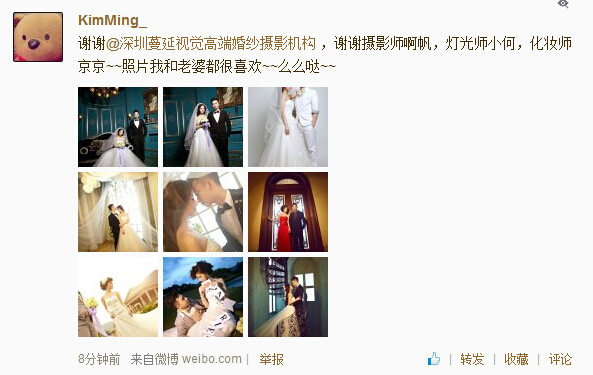 KimMing_
谢谢@深圳蔓延视觉高端婚纱摄影机构 ，谢谢摄影师啊帆，灯光师小何，化妆师
京京~~照片我和老婆都很喜欢~~么么哒~~
8分钟前 来自微博 weibo.com | 举报 | 转发 | 收藏 | 评论